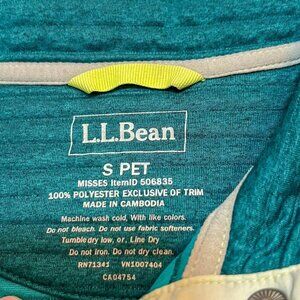 L.L.Bean
S PET
MISSES ItemID 506835
100% POLYESTER EXCLUSIVE OF TRIM
MADE IN CAMBODIA
Machine wash cold, With like colors.
Do not bleach. Do not use fabric softeners.
Tumbledry low, or, Line Dry
Do not iron. Do not dry clean.
RN71341 VN1007404
CA04754